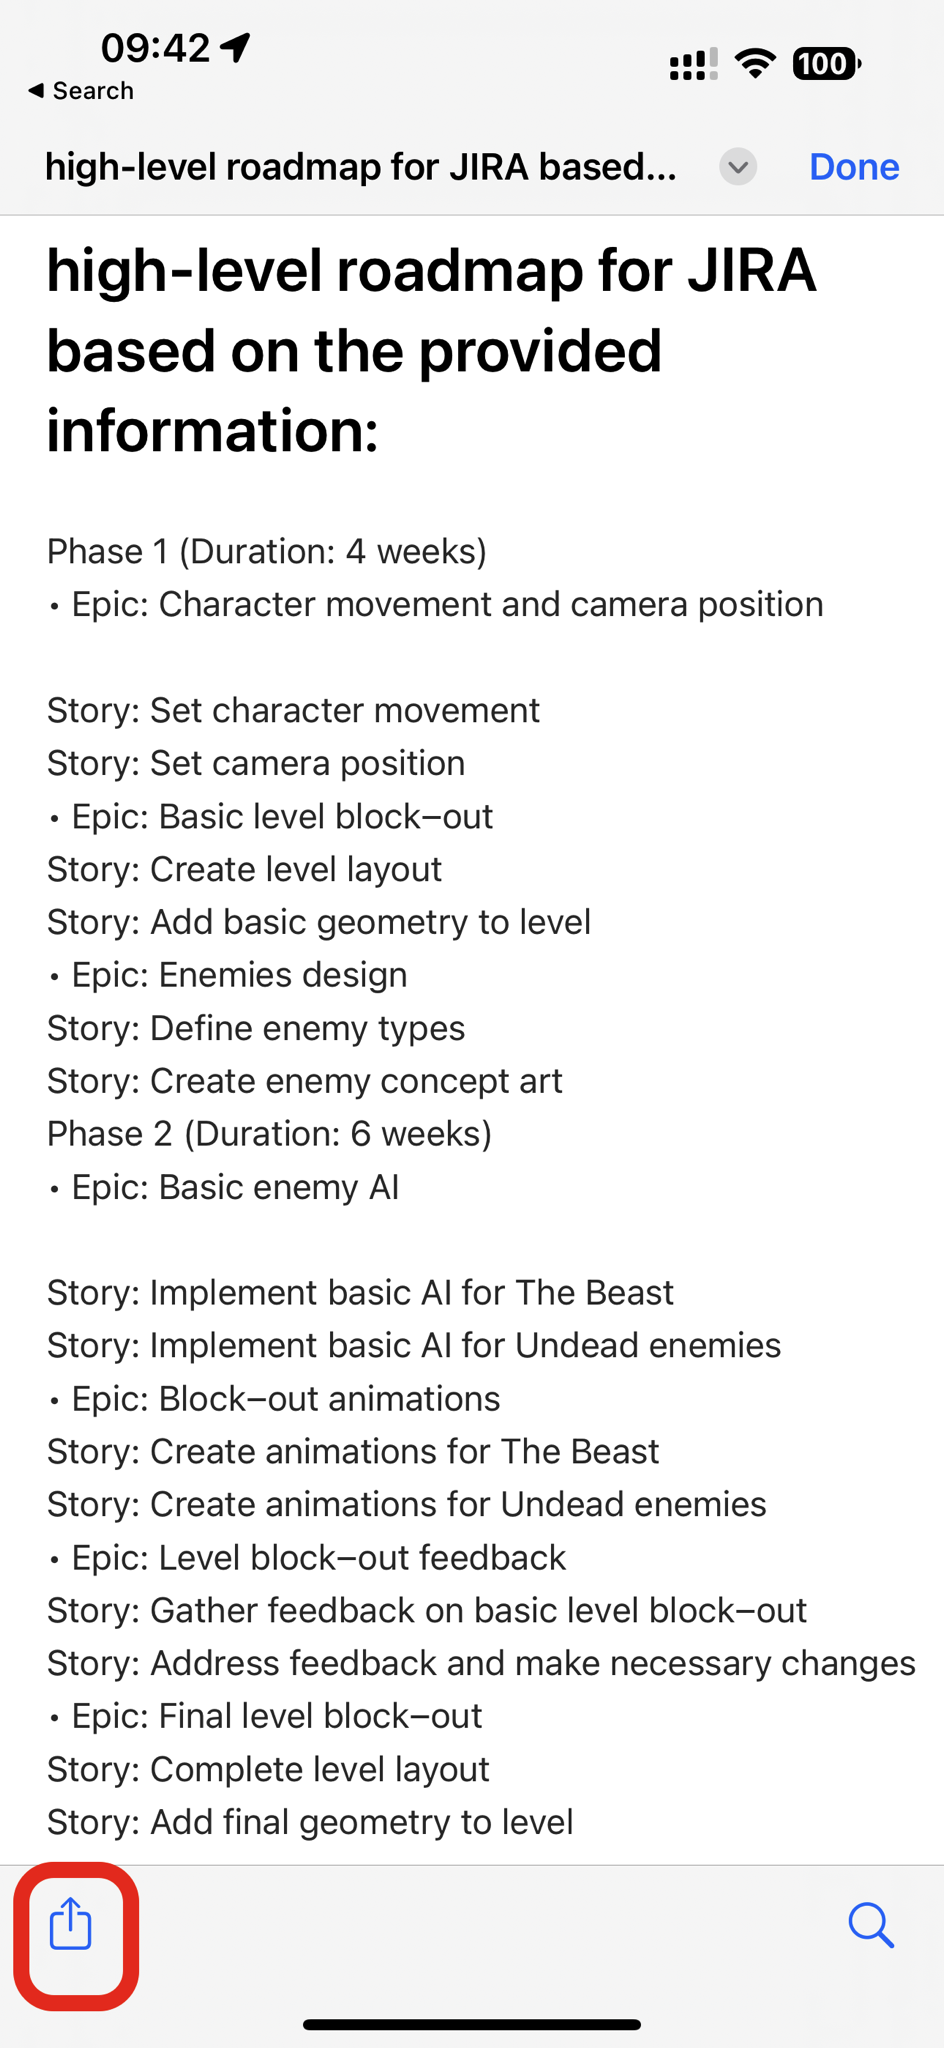 09:42
◀ Search
100
high-level roadmap for JIRA based...
Done
high-level roadmap for JIRA
based on the provided
information:
Phase 1 (Duration: 4 weeks)
• Epic: Character movement and camera position
Story: Set character movement
Story: Set camera position
• Epic: Basic level block–out
Story: Create level layout
Story: Add basic geometry to level
• Epic: Enemies design
Story: Define enemy types
Story: Create enemy concept art
Phase 2 (Duration: 6 weeks)
• Epic: Basic enemy AI
Story: Implement basic AI for The Beast
Story: Implement basic AI for Undead enemies
• Epic: Block–out animations
Story: Create animations for The Beast
Story: Create animations for Undead enemies
• Epic: Level block–out feedback
Story: Gather feedback on basic level block–out
Story: Address feedback and make necessary changes
• Epic: Final level block–out
Story: Complete level layout
Story: Add final geometry to level